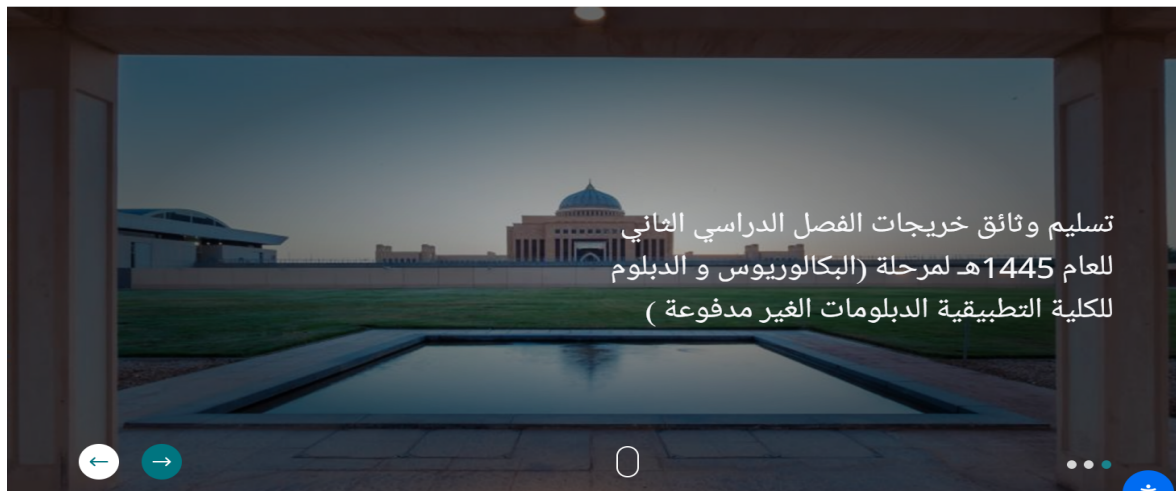 تسليم وثائق خريجات الفصل الدراسي الثاني
للعام 1445هـ لمرحلة (البكالوريوس و الدبلوم
للكلية التطبيقية الدبلومات الغير مدفوعة )